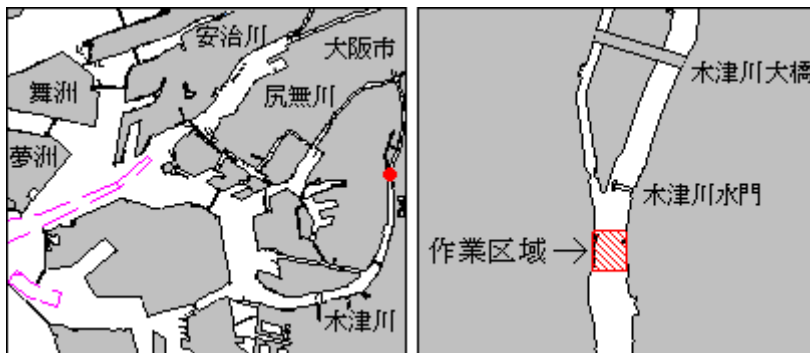 安治川
大阪市
舞洲
尻無川
夢洲
木津川
木津川大橋
木津川水門
作業区域